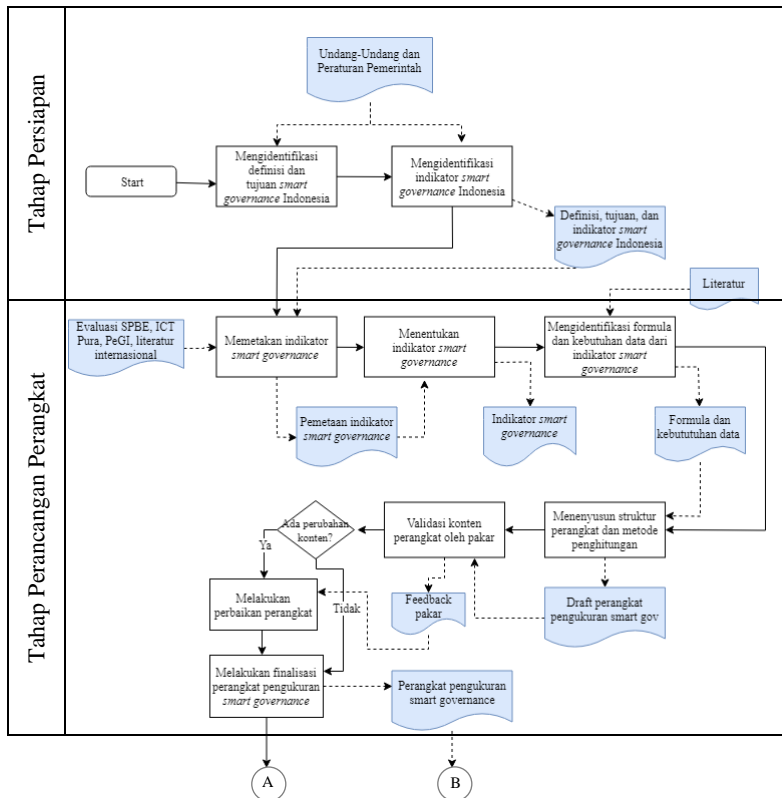 Tahap Persiapan
Undang-Undang dan
Peraturan Pemerintah
Start
Mengidentifikasi
definisi dan
tujuan smart
governance Indonesia
Mengidentifikasi
indikator smart
governance Indonesia
Definisi, tujuan, dan
indikator smart
governance Indonesia
Literatur
Tahap Perancangan Perangkat
Evaluasi SPBE, ICT
Pura, PeGI, literatur
internasional
Memetakan indikator
smart governance
Menentukan
indikator smart
governance
Mengidifikasi formula
dan kebutuhan data dari
indikator smart
governance
Pemetaan indikator
smart governance
Indikator smart
governance
Formula dan
kebututuhan data
Ada perubahan
konten?
Validasi konten
perangkat oleh pakar
Menenyusun struktur
perangkat dan metode
penghitungan
Ya
Tidak
Melakukan
perbaikan perangkat
Feedback
pakar
Draft perangkat
pengukuran smart gov
Melakukan finalisasi
perangkat pengukuran
smart governance
Perangkat pengukuran
smart governance
A
B